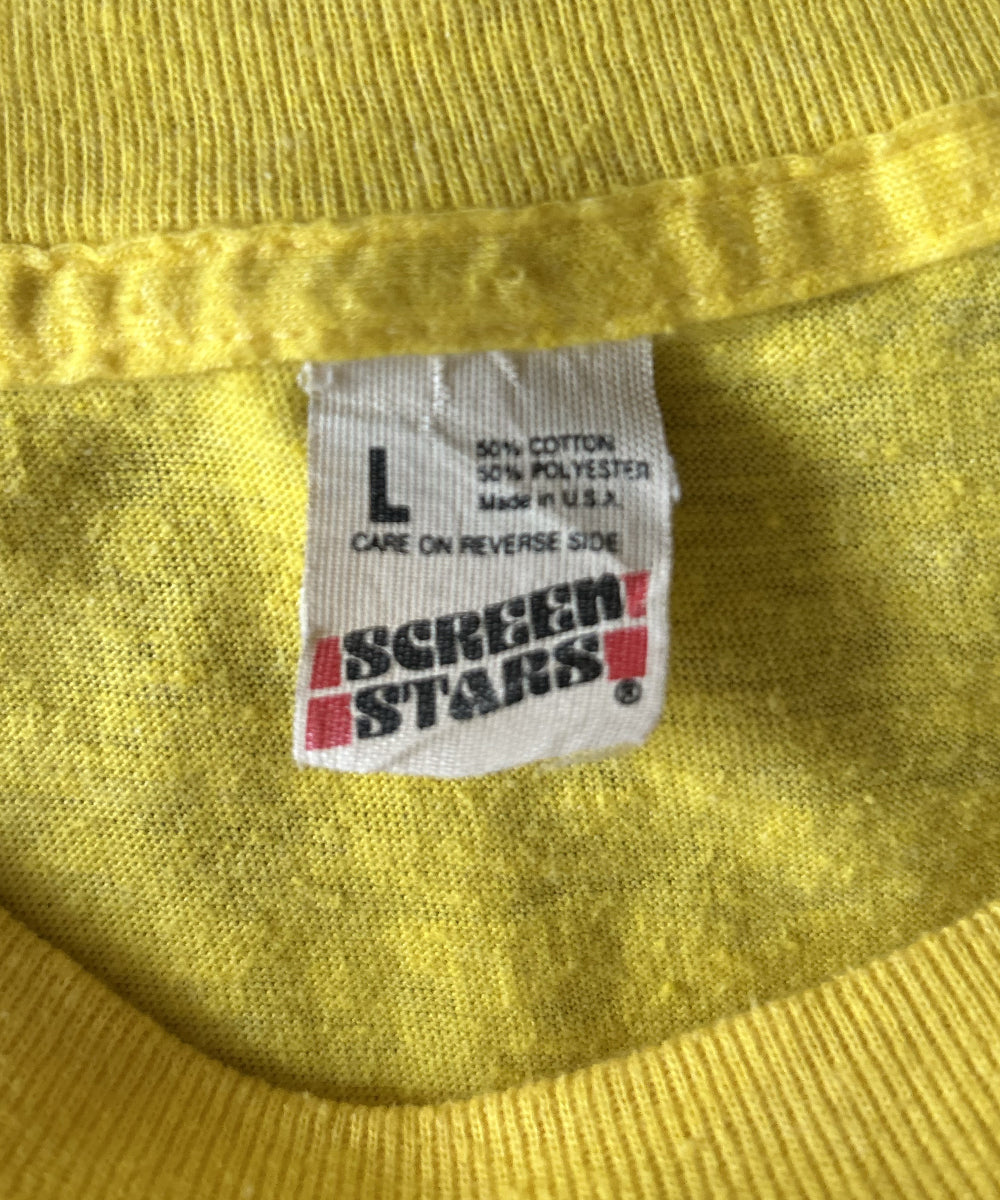 L
50% COTTON
50% POLYESTER
Made in U.S.A.
CARE ON REVERSE SIDE
SCREEN
STARS
®